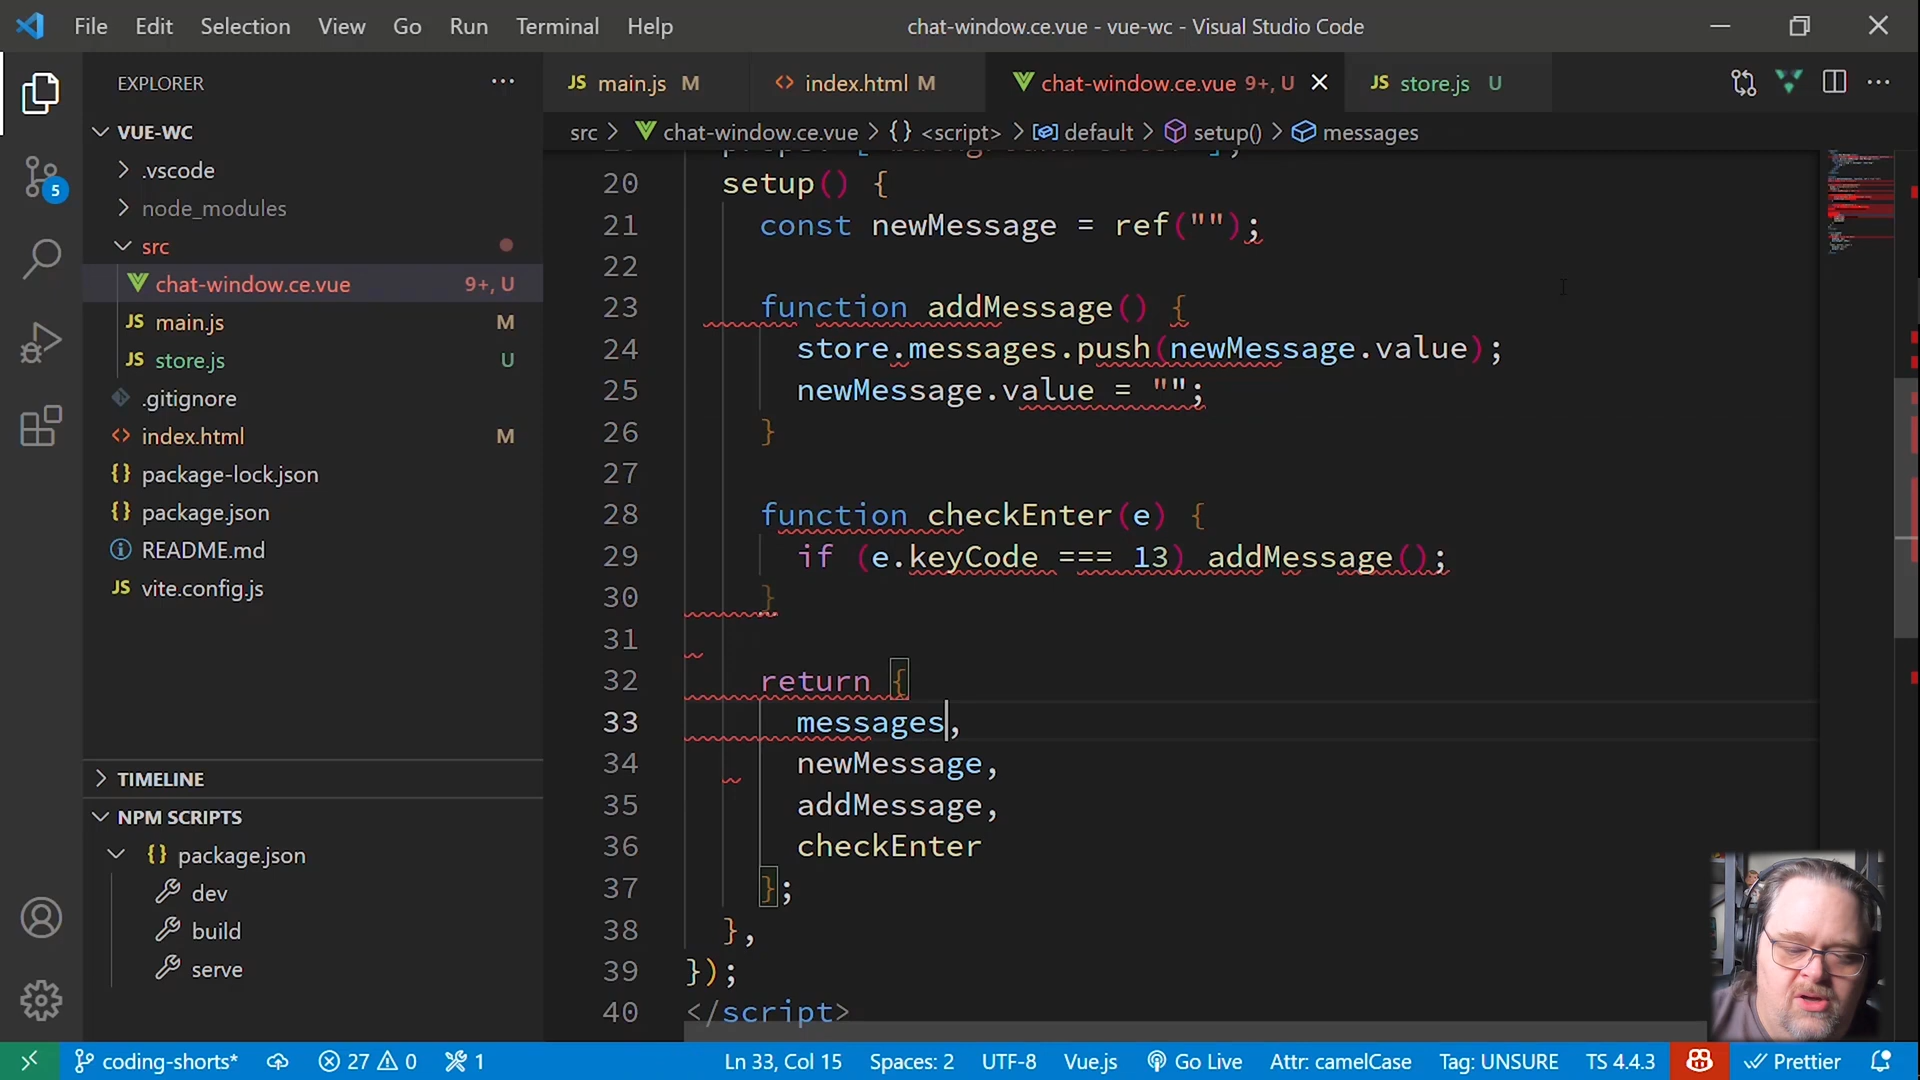 File Edit Selection View Go Run Terminal Help
chat-window.ce.vue - vue-wc - Visual Studio Code
EXPLORER
JS main.js M
<> index.html M
chat-window.ce.vue 9+, U
JS store.js U
src > chat-window.ce.vue > {} <script> > default > setup() > messages
VUE-WC
.vscode
node_modules
src
chat-window.ce.vue 9+, U
JS main.js M
JS store.js U
.gitignore
<> index.html M
{} package-lock.json
{} package.json
README.md
JS vite.config.js
TIMELINE
NPM SCRIPTS
{} package.json
dev
build
serve
5
20 setup() {
21 const newMessage = ref("");
22
23 function addMessage() {
24 store.messages.push(newMessage.value);
25 newMessage.value = "";
26 }
27
28 function checkEnter(e) {
29 if (e.keyCode === 13) addMessage();
30 }
31
32 return {
33 messages,
34 newMessage,
35 addMessage,
36 checkEnter
37 };
38 },
39 });
40 </script>
coding-shorts* 27 0 1
Ln 33, Col 15 Spaces: 2 UTF-8 Vue.js Go Live Attr: camelCase Tag: UNSURE TS 4.4.3 Prettier